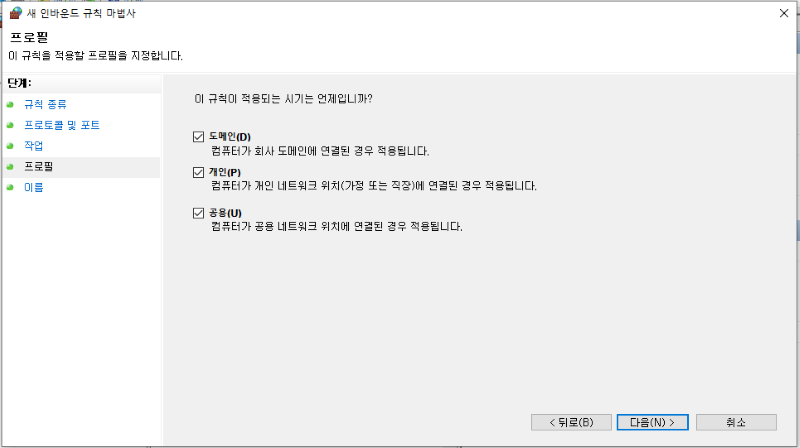 새 인바운드 규칙 마법사
프로필
이 규칙을 적용할 프로필을 지정합니다.
단계:
규칙 종류
프로토콜 및 포트
작업
프로필
이름
이 규칙이 적용되는 시기는 언제입니까?
도메인(D)
컴퓨터가 회사 도메인에 연결된 경우 적용됩니다.
개인(P)
컴퓨터가 개인 네트워크 위치(가정 또는 직장)에 연결된 경우 적용됩니다.
공용(U)
컴퓨터가 공용 네트워크 위치에 연결된 경우 적용됩니다.
< 뒤로(B) 다음(N) > 취소